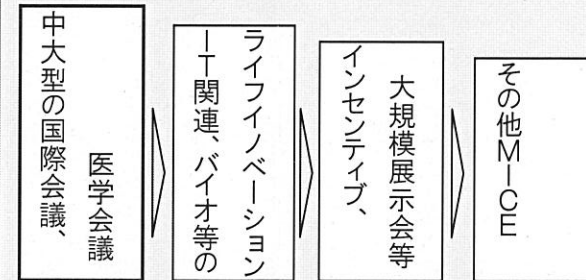 中大型の国際会議、
医学会議
IT関連、バイオ等の
ライフイノベーション
インセンティブ、
大規模展示会等
その他MICE